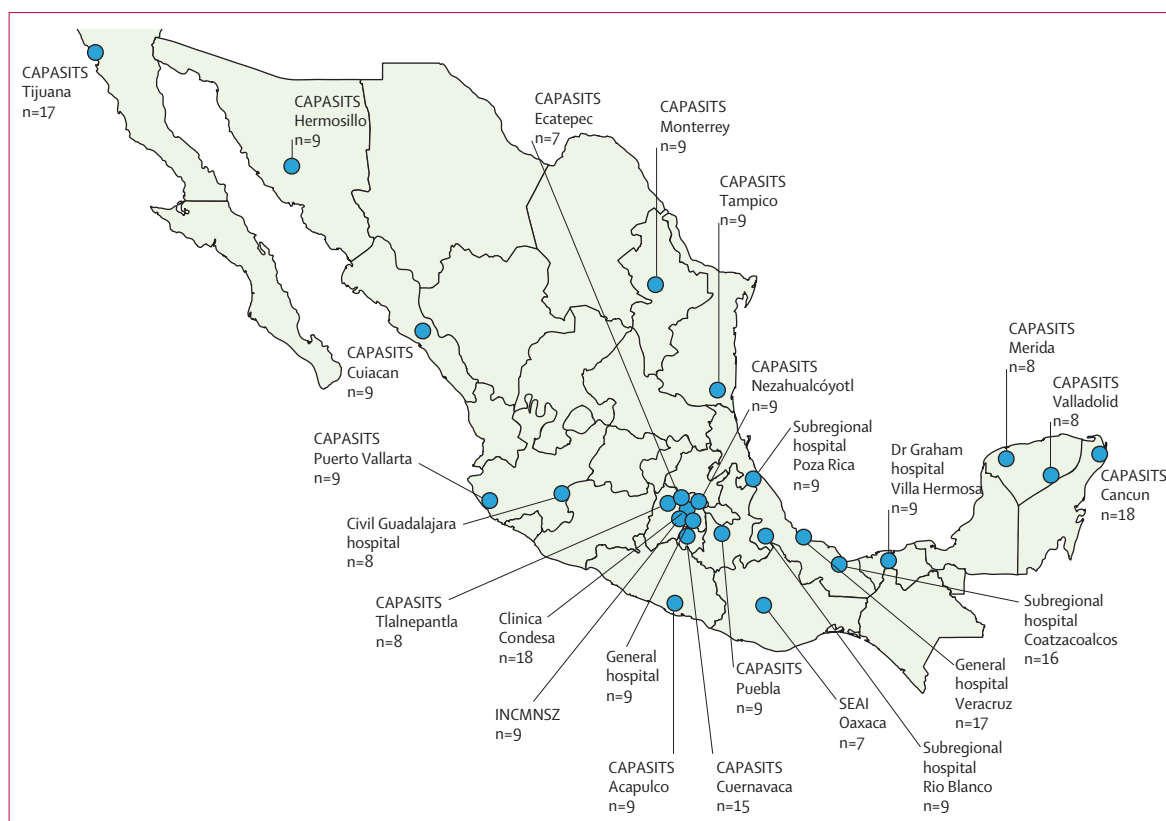 CAPASITS
Tijuana
n=17
CAPASITS
Hermosillo
n=9
CAPASITS
Ecatepec
n=7
CAPASITS
Monterrey
n=9
CAPASITS
Tampico
n=9
CAPASITS
Cuiacan
n=9
CAPASITS
Nezahualcóyotl
n=9
Subregional
hospital
Poza Rica
n=9
Dr Graham
hospital
Villa Hermosa
n=9
CAPASITS
Merida
n=8
CAPASITS
Valladolid
n=8
CAPASITS
Cancun
n=18
CAPASITS
Puerto Vallarta
n=9
Civil Guadalajara
hospital
n=8
CAPASITS
Tlalnepantla
n=8
Clinica
Condesa
n=18
INCMNSZ
n=9
General
hospital
n=9
CAPASITS
Acapulco
n=9
CAPASITS
Cuernavaca
n=15
CAPASITS
Puebla
n=9
SEAI
Oaxaca
n=7
Subregional
hospital
Rio Blanco
n=9
General
hospital
Veracruz
n=17
Subregional
hospital
Coatzacoalcos
n=16